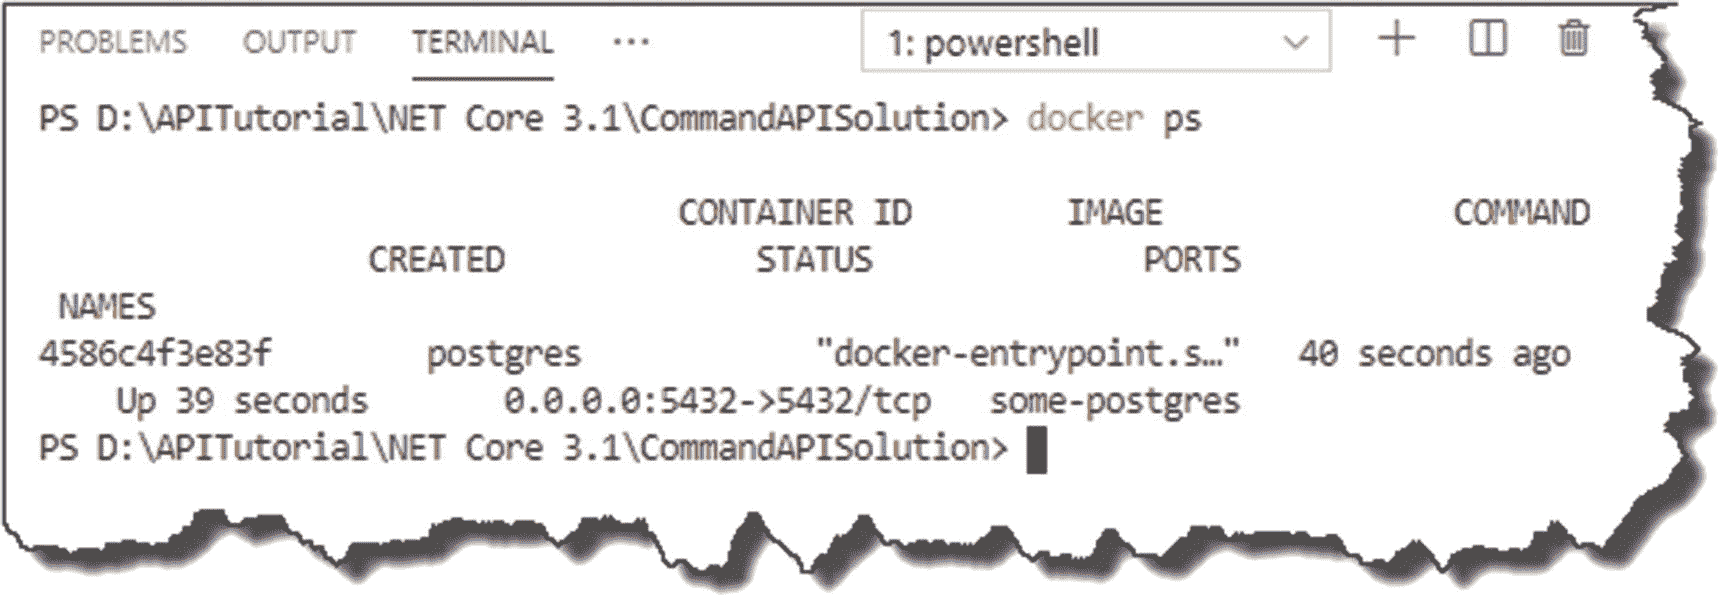 PROBLEMS OUTPUT TERMINAL ... 1: powershell
PS D:\APITutorial\NET Core 3.1\CommandAPISolution> docker ps
CONTAINER ID IMAGE COMMAND
CREATED STATUS PORTS
NAMES
4586c4f3e83f postgres "docker-entrypoint.s…" 40 seconds ago
Up 39 seconds 0.0.0.0:5432->5432/tcp some-postgres
PS D:\APITutorial\NET Core 3.1\CommandAPISolution>